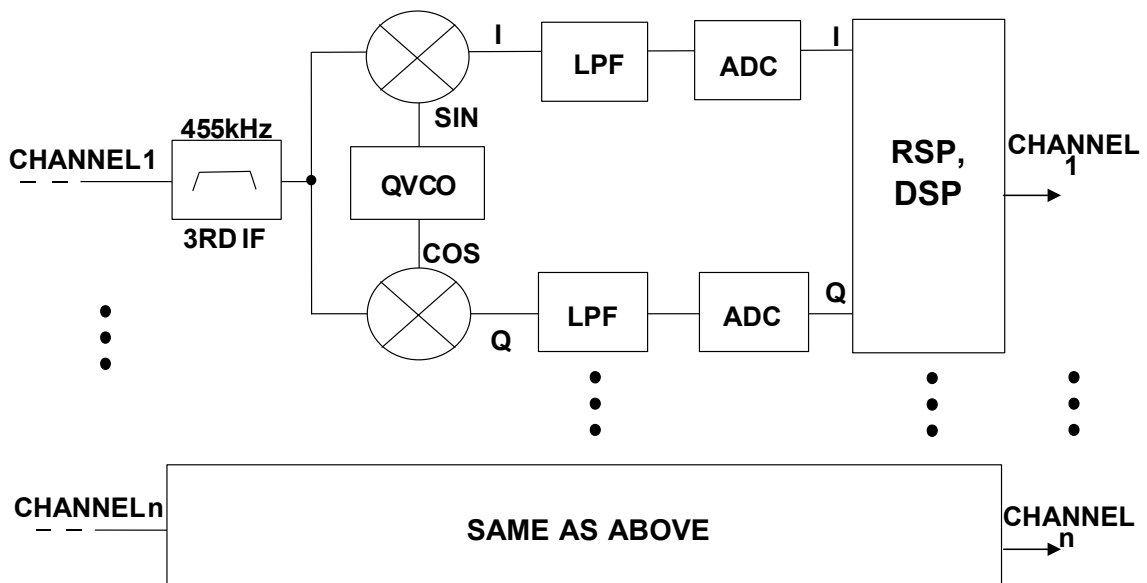 I
LPF
ADC
I
SIN
455kHz
CHANNEL1
3RD IF
QVCO
RSP,
DSP
CHANNEL
1
COS
Q
LPF
ADC
Q
CHANNELn
SAME AS ABOVE
CHANNEL
n